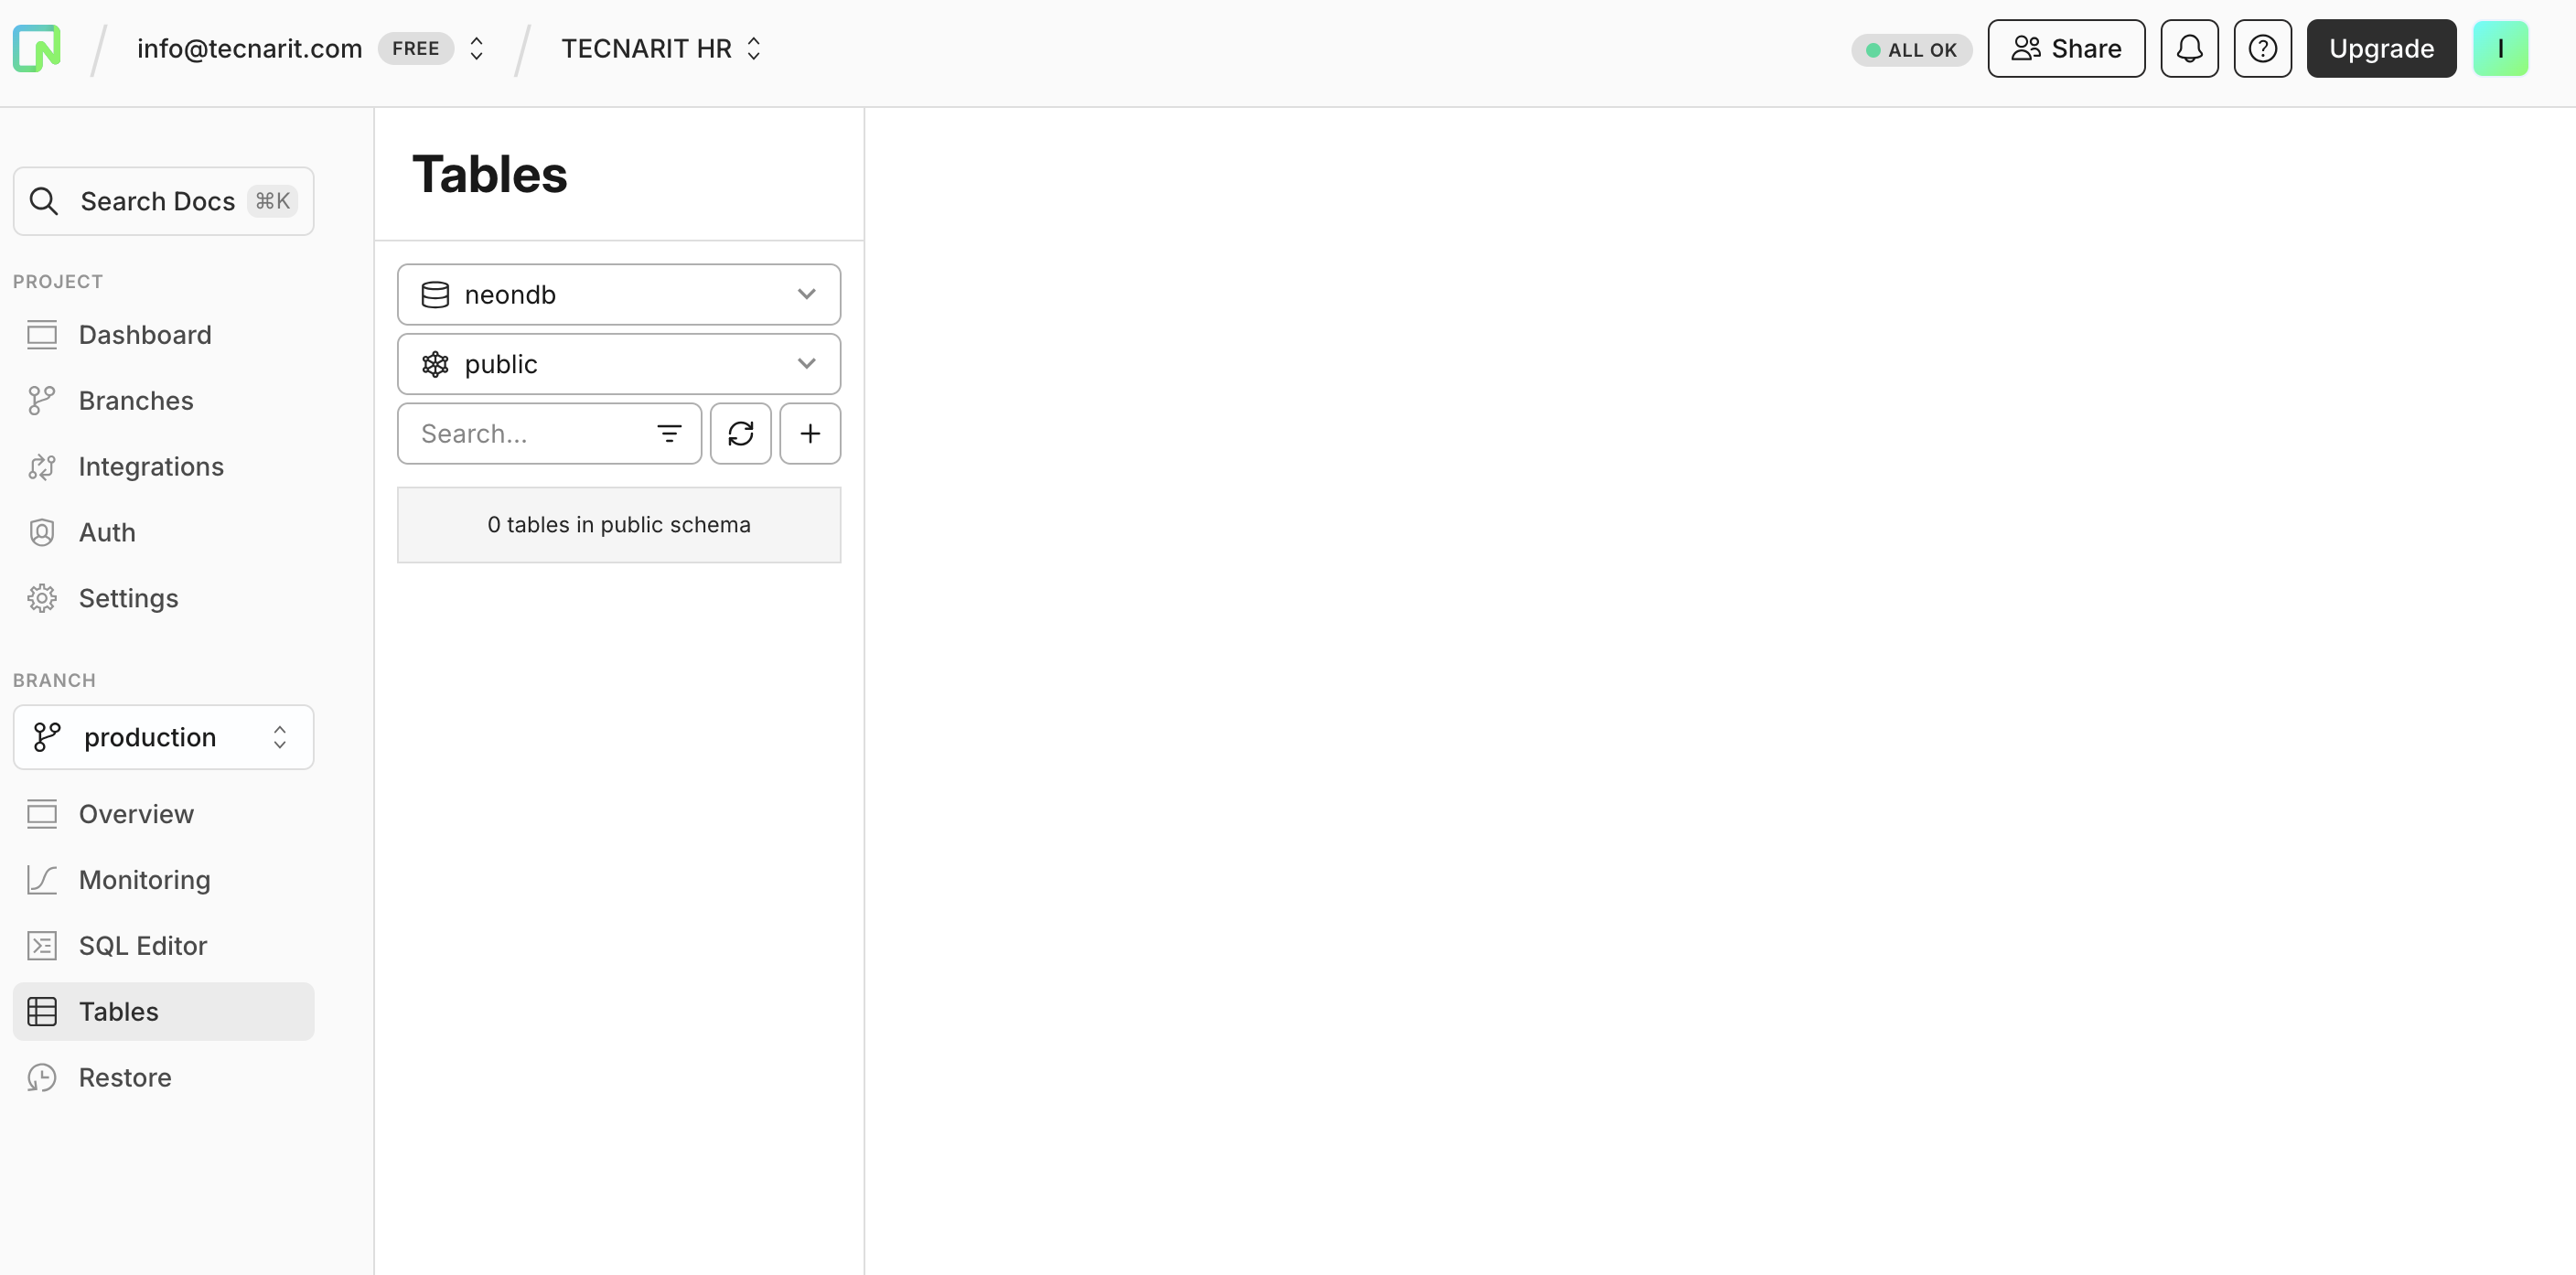 info@tecnarit.com FREE TECNARIT HR ALL OK Share Upgrade I
Search Docs ⌘K
PROJECT
Dashboard
Branches
Integrations
Auth
Settings
BRANCH
production
Overview
Monitoring
SQL Editor
Tables
Restore
Tables
neondb
public
Search...
0 tables in public schema